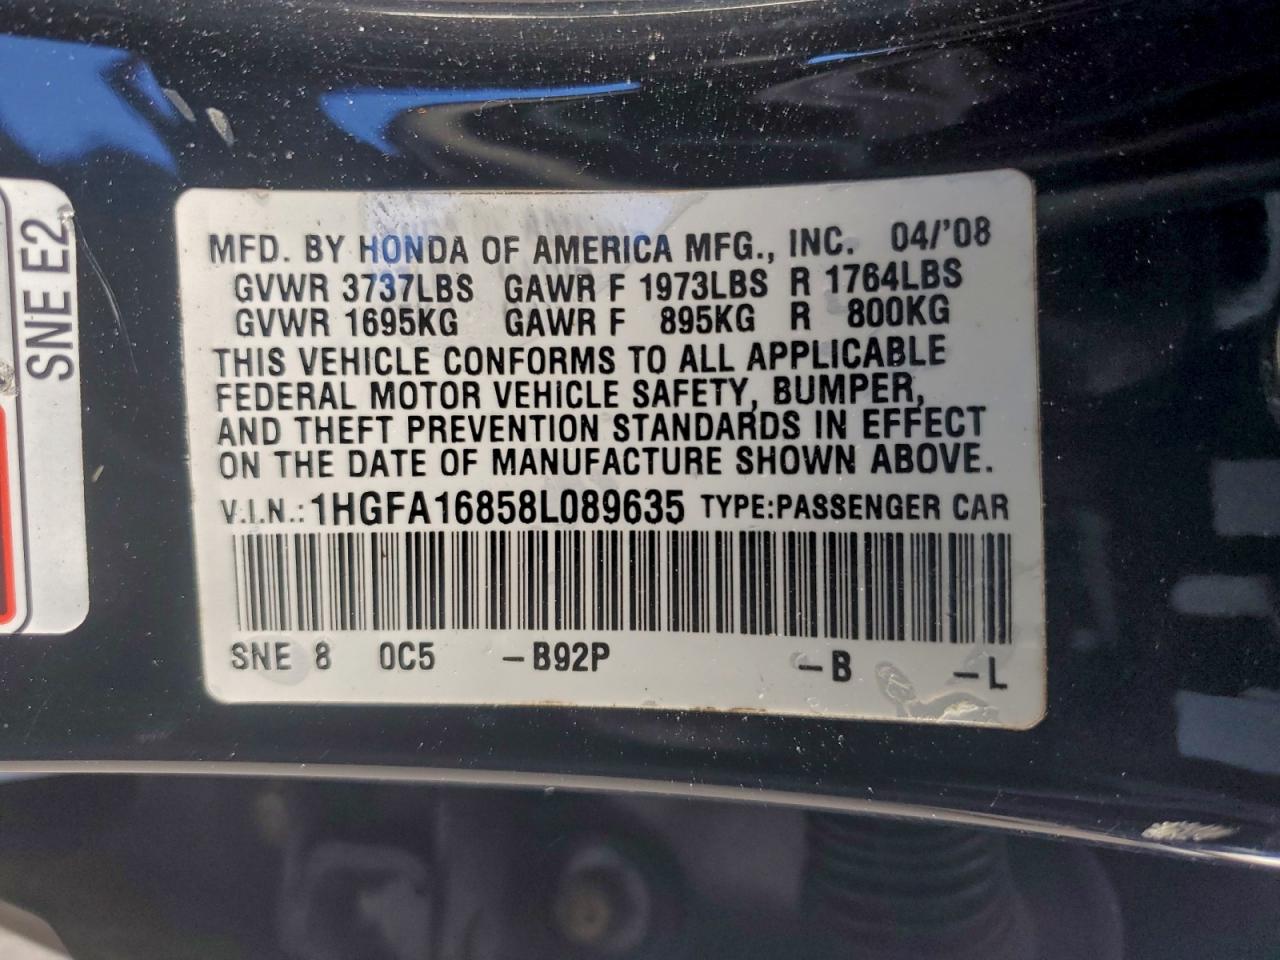 SNE E2
MFD. BY HONDA OF AMERICA MFG., INC. 04/'08
GVWR 3737LBS GAWR F 1973LBS R 1764LBS
GVWR 1695KG GAWR F 895KG R 800KG
THIS VEHICLE CONFORMS TO ALL APPLICABLE
FEDERAL MOTOR VEHICLE SAFETY, BUMPER,
AND THEFT PREVENTION STANDARDS IN EFFECT
ON THE DATE OF MANUFACTURE SHOWN ABOVE.
V.I.N.: 1HGFA16858L089635 TYPE:PASSENGER CAR
SNE 8 0C5 -B92P -B -L